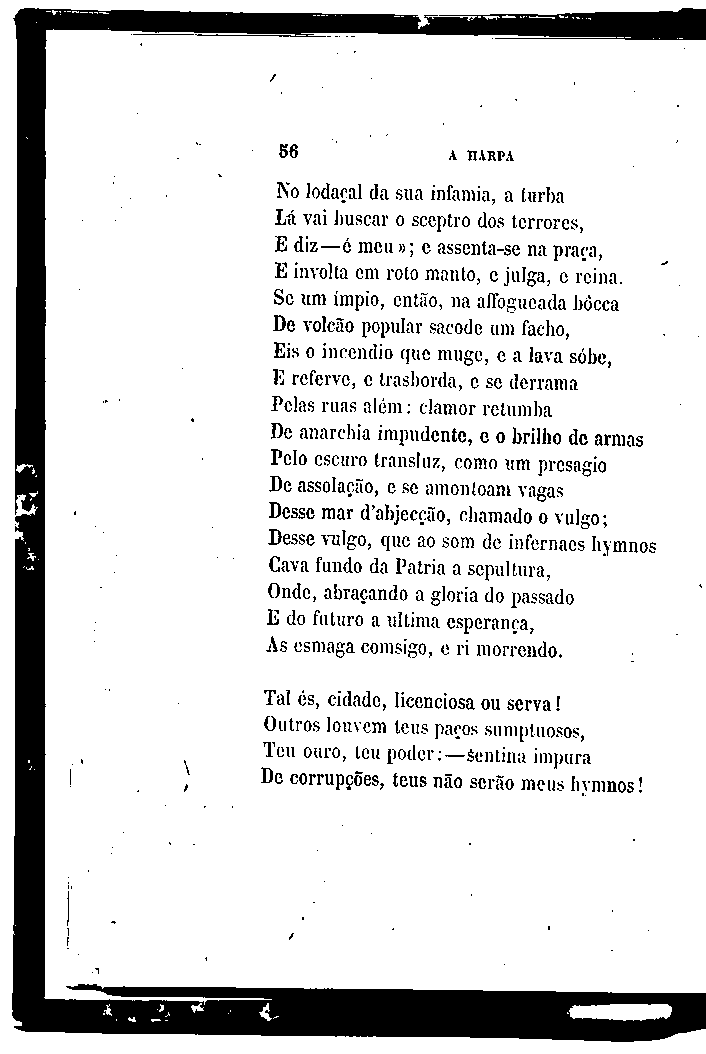 56 A HARPA
No lodaçal da sua infamia, a turba
Lá vai buscar o sceptro dos terrores,
E diz—é meu»; e assenta-se na praça,
E involta em roto manto, e julga, e reina.
Se um ímpio, então, na affogueada bôcca
De volcão popular sacode um facho,
Eis o incendio que muge, e a lava sóbe,
E referve, e trasborda, e se derrama
Pelas ruas além: clamor retumba
De anarchia impudente, e o brilho de armas
Pelo escuro transluz, como um presagio
De assolação, e se amontoam vagas
Desse mar d'abjecção, chamado o vulgo;
Desse vulgo, que ao som de infernaes hymnos
Cava fundo da Patria a sepultura,
Onde, abraçando a gloria do passado
E do futuro a ultima esperança,
As esmaga comsigo, e ri morrendo.
Tal és, cidade, licenciosa ou serva!
Outros louvem teus paços sumptuosos,
Teu ouro, teu poder:—sentina impura
De corrupções, teus não serão meus hymnos!